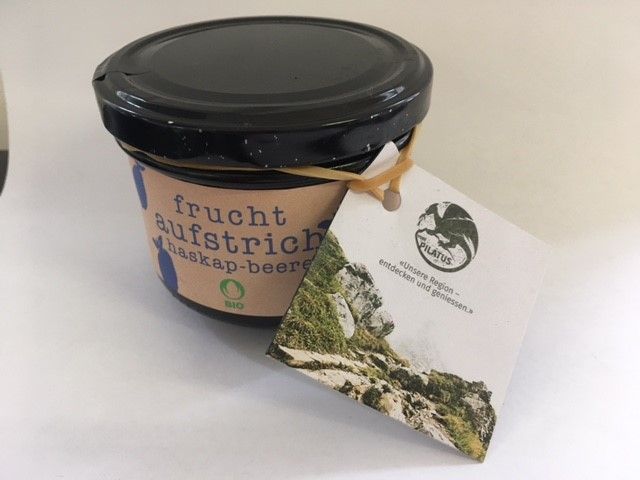 frucht
aufstrich
haskap-beere
BIO
PILATUS
«Unsere Region –
entdecken und geniessen.»